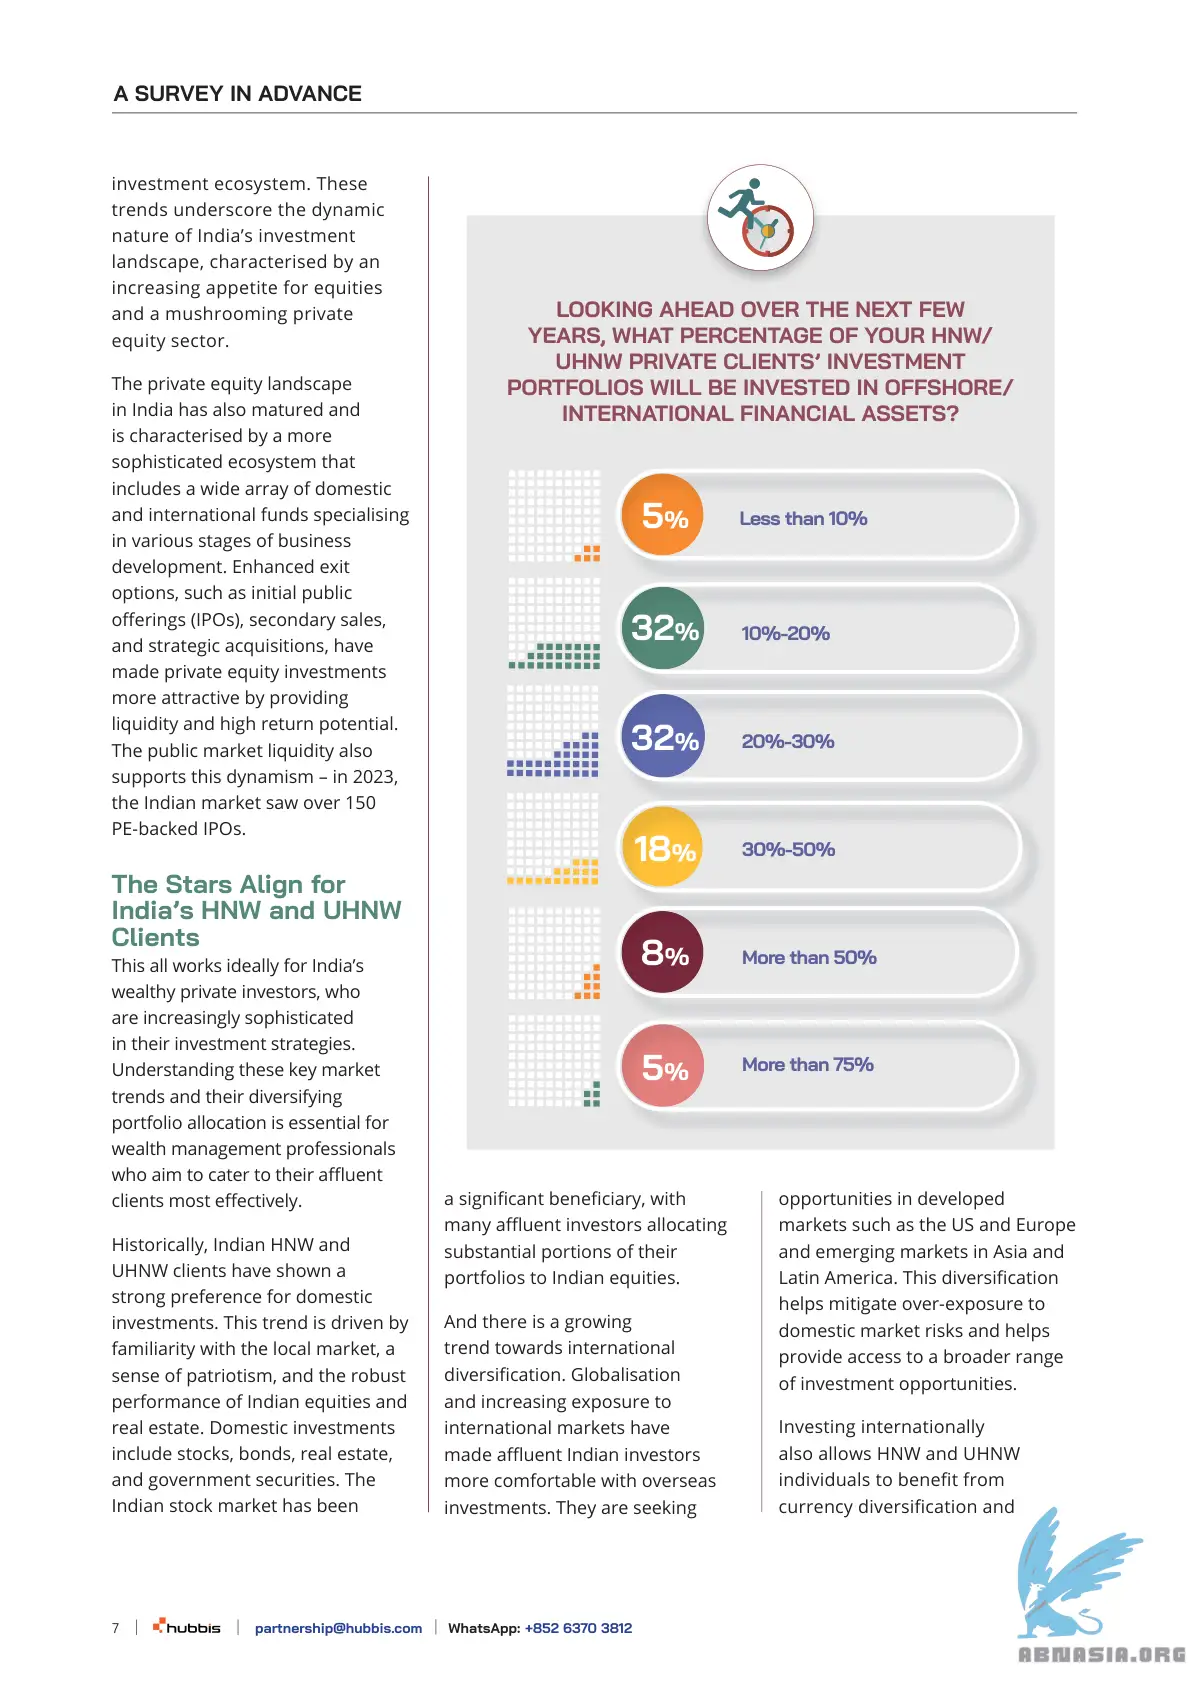 A SURVEY IN ADVANCE
investment ecosystem. These
trends underscore the dynamic
nature of India’s investment
landscape, characterised by an
increasing appetite for equities
and a mushrooming private
equity sector.
The private equity landscape
in India has also matured and
is characterised by a more
sophisticated ecosystem that
includes a wide array of domestic
and international funds specialising
in various stages of business
development. Enhanced exit
options, such as initial public
offerings (IPOs), secondary sales,
and strategic acquisitions, have
made private equity investments
more attractive by providing
liquidity and high return potential.
The public market liquidity also
supports this dynamism – in 2023,
the Indian market saw over 150
PE-backed IPOs.
The Stars Align for
India’s HNW and UHNW
Clients
This all works ideally for India’s
wealthy private investors, who
are increasingly sophisticated
in their investment strategies.
Understanding these key market
trends and their diversifying
portfolio allocation is essential for
wealth management professionals
who aim to cater to their affluent
clients most effectively.
Historically, Indian HNW and
UHNW clients have shown a
strong preference for domestic
investments. This trend is driven by
familiarity with the local market, a
sense of patriotism, and the robust
performance of Indian equities and
real estate. Domestic investments
include stocks, bonds, real estate,
and government securities. The
Indian stock market has been
LOOKING AHEAD OVER THE NEXT FEW
YEARS, WHAT PERCENTAGE OF YOUR HNW/
UHNW PRIVATE CLIENTS’ INVESTMENT
PORTFOLIOS WILL BE INVESTED IN OFFSHORE/
INTERNATIONAL FINANCIAL ASSETS?
5% Less than 10%
32% 10%-20%
32% 20%-30%
18% 30%-50%
8% More than 50%
5% More than 75%
a significant beneficiary, with
many affluent investors allocating
substantial portions of their
portfolios to Indian equities.
And there is a growing
trend towards international
diversification. Globalisation
and increasing exposure to
international markets have
made affluent Indian investors
more comfortable with overseas
investments. They are seeking
opportunities in developed
markets such as the US and Europe
and emerging markets in Asia and
Latin America. This diversification
helps mitigate over-exposure to
domestic market risks and helps
provide access to a broader range
of investment opportunities.
Investing internationally
also allows HNW and UHNW
individuals to benefit from
currency diversification and
7 | hubbis | partnership@hubbis.com | WhatsApp: +852 6370 3812
ABNASIA.ORG